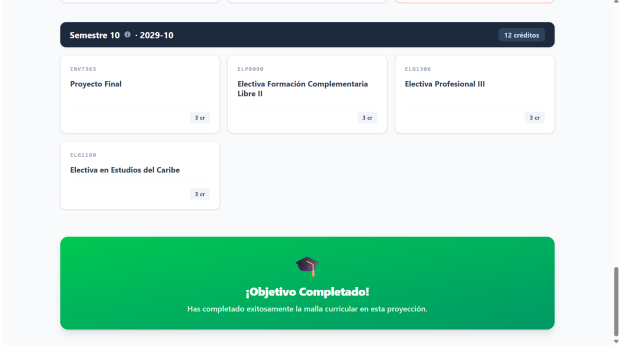 Semestre 10 · 2029-10
12 créditos
INV7363
Proyecto Final
3 cr
ELP8090
Electiva Formación Complementaria
Libre II
3 cr
ELG1306
Electiva Profesional III
3 cr
ELG1100
Electiva en Estudios del Caribe
3 cr
¡Objetivo Completado!
Has completado exitosamente la malla curricular en esta proyección.